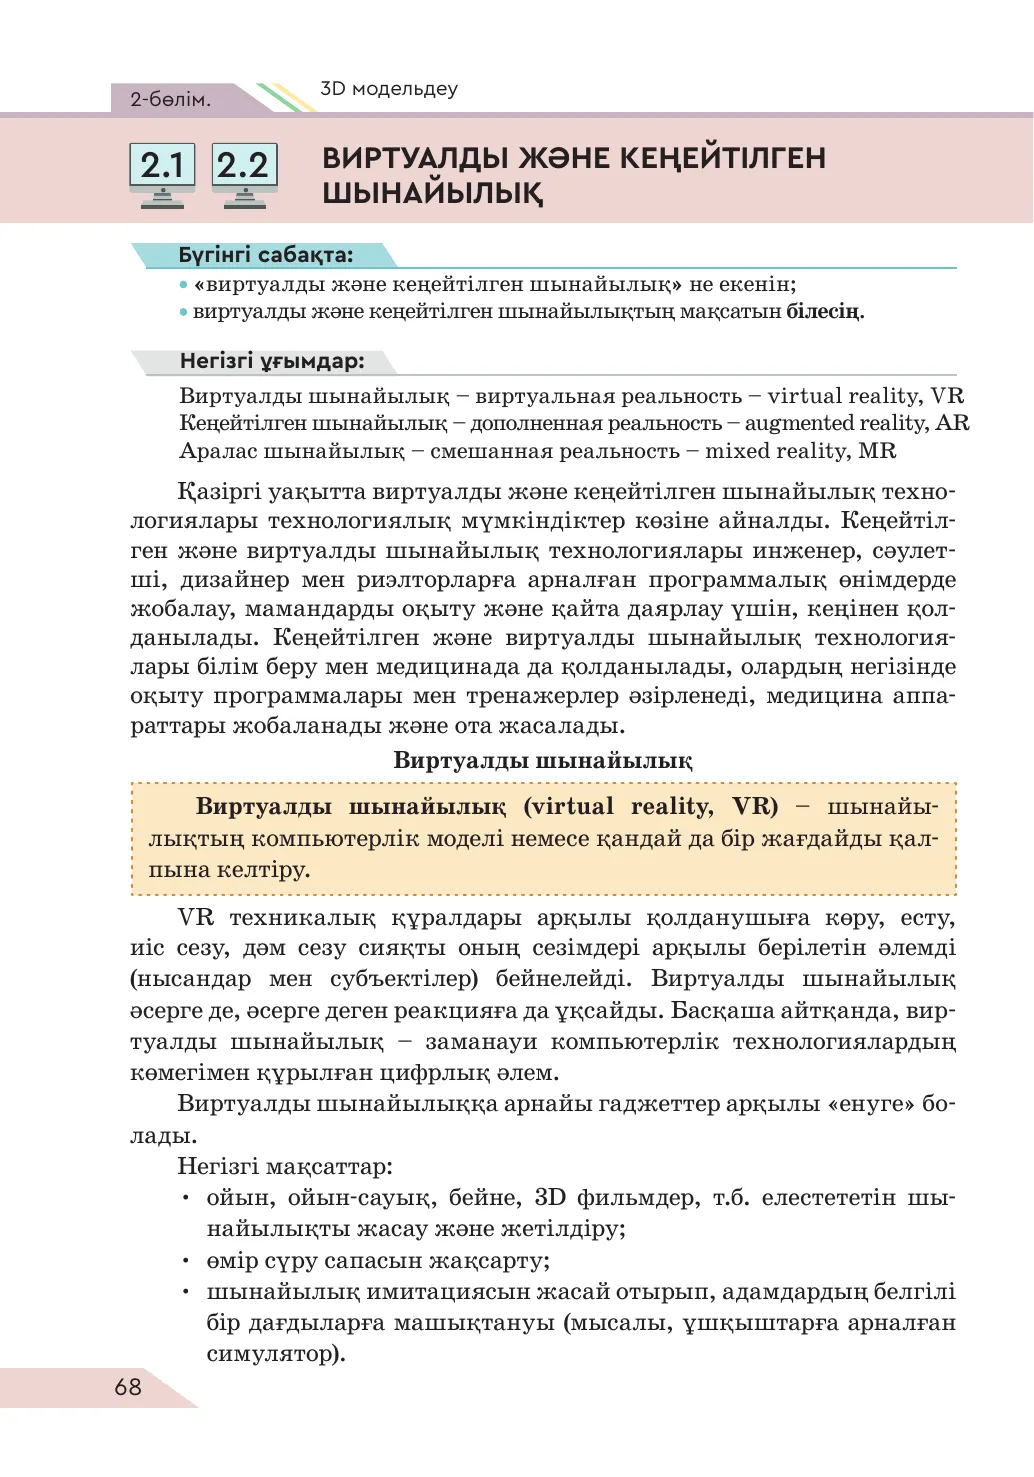 2-бөлім.
3D модельдеу
2.1 2.2
ВИРТУАЛДЫ ЖӘНЕ КЕҢЕЙТІЛГЕН
ШЫНАЙЫЛЫҚ
Бүгінгі сабақта:
• «виртуалды және кеңейтілген шынайылық» не екенін;
• виртуалды және кеңейтілген шынайылықтың мақсатын білесің.
Негізгі ұғымдар:
Виртуалды шынайылық – виртуальная реальность – virtual reality, VR
Кеңейтілген шынайылық – дополненная реальность – augmented reality, AR
Аралас шынайылық – смешанная реальность – mixed reality, MR
Қазіргі уақытта виртуалды және кеңейтілген шынайылық техно-
логиялары технологиялық мүмкіндіктер көзіне айналды. Кеңейтіл-
ген және виртуалды шынайылық технологиялары инженер, сәулет-
ші, дизайнер мен риэлторларға арналған программалық өнімдерде
жобалау, мамандарды оқыту және қайта даярлау үшін, кеңінен қол-
данылады. Кеңейтілген және виртуалды шынайылық технология-
лары білім беру мен медицинада да қолданылады, олардың негізінде
оқыту программалары мен тренажерлер әзірленеді, медицина аппа-
раттары жобаланады және ота жасалады.
Виртуалды шынайылық
Виртуалды шынайылық (virtual reality, VR) – шынайы-
лықтың компьютерлік моделі немесе қандай да бір жағдайды қал-
пына келтіру.
VR техникалық құралдары арқылы қолданушыға көру, есту,
иіс сезу, дәм сезу сияқты оның сезімдері арқылы берілетін әлемді
(нысандар мен субъектілер) бейнелейді. Виртуалды шынайылық
әсерге де, әсерге деген реакцияға да ұқсайды. Басқаша айтқанда, вир-
туалды шынайылық – заманауи компьютерлік технологиялардың
көмегімен құрылған цифрлық әлем.
Виртуалды шынайылыққа арнайы гаджеттер арқылы «енуге» бо-
лады.
Негізгі мақсаттар:
• ойын, ойын-сауық, бейне, 3D фильмдер, т.б. елестететін шы-
найылықты жасау және жетілдіру;
• өмір сүру сапасын жақсарту;
• шынайылық имитациясын жасай отырып, адамдардың белгілі
бір дағдыларға машықтануы (мысалы, ұшқыштарға арналған
симулятор).
68